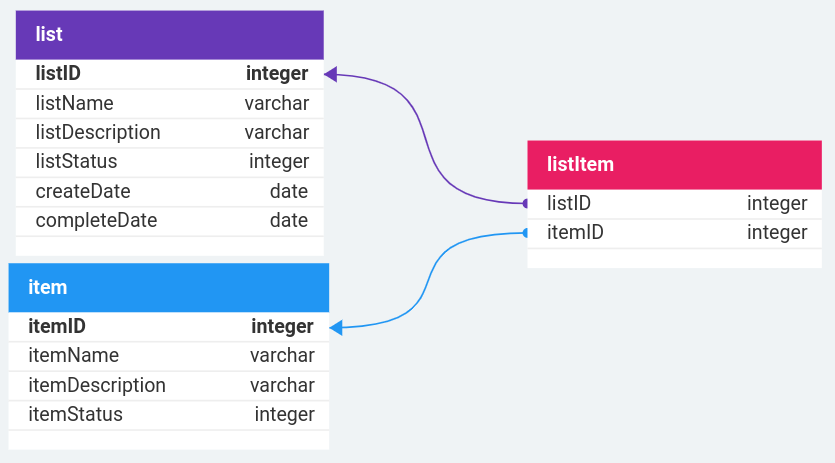 list
listID integer
listName varchar
listDescription varchar
listStatus integer
createDate date
completeDate date
item
itemID integer
itemName varchar
itemDescription varchar
itemStatus integer
listItem
listID integer
itemID integer